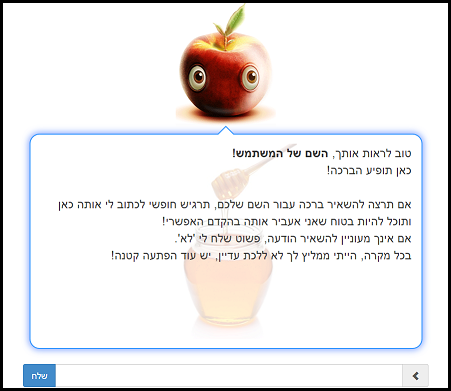 טוב לראות אותך, השם של המשתמש!
כאן תופיע הברכה!
אם תרצה להשאיר ברכה עבור השם שלכם, תרגיש חופשי לכתוב לי אותה כאן
ותוכל להיות בטוח שאני אעביר אותה בהקדם האפשרי!
אם אינך מעוניין להשאיר הודעה, פשוט שלח לי 'לא'.
בכל מקרה, הייתי ממליץ לך לא ללכת עדיין, יש עוד הפתעה קטנה!
שלח